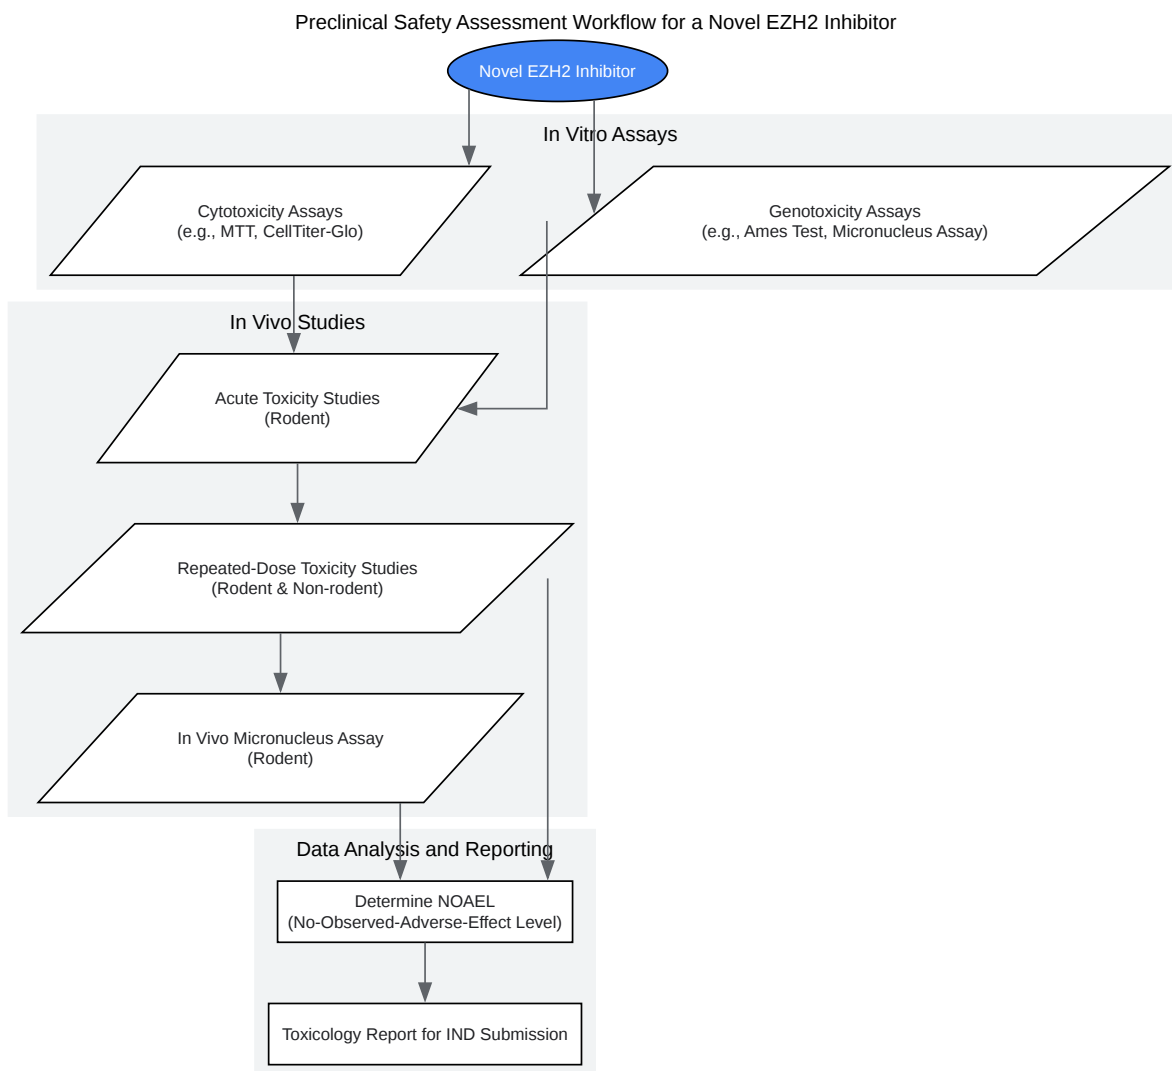 Preclinical Safety Assessment Workflow for a Novel EZH2 Inhibitor
Novel EZH2 Inhibitor
In Vitro Assays
Cytotoxicity Assays
(e.g., MTT, CellTiter-Glo)
Genotoxicity Assays
(e.g., Ames Test, Micronucleus Assay)
In Vivo Studies
Acute Toxicity Studies
(Rodent)
Repeated-Dose Toxicity Studies
(Rodent & Non-rodent)
In Vivo Micronucleus Assay
(Rodent)
Data Analysis and Reporting
Determine NOAEL
(No-Observed-Adverse-Effect Level)
Toxicology Report for IND Submission